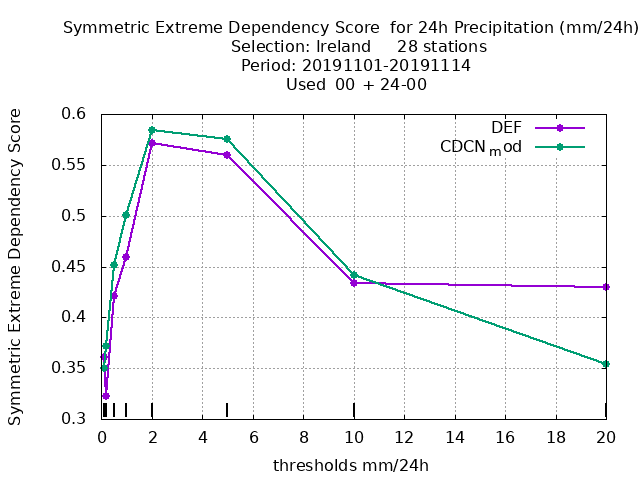 Symmetric Extreme Dependency Score for 24h Precipitation (mm/24h)
Selection: Ireland 28 stations
Period: 20191101-20191114
Used 00 + 24-00
Symmetric Extreme Dependency Score
0.6
0.55
0.5
0.45
0.4
0.35
0.3
DEF
CDCNmod
0 2 4 6 8 10 12 14 16 18 20
thresholds mm/24h